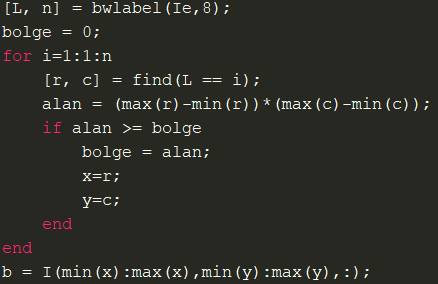 [L, n] = bwlabel(Ie,8);
bolge = 0;
for i=1:1:n
    [r, c] = find(L == i);
    alan = (max(r)-min(r))*(max(c)-min(c));
    if alan >= bolge
        bolge = alan;
        x=r;
        y=c;
    end
end
b = I(min(x):max(x),min(y):max(y),:);